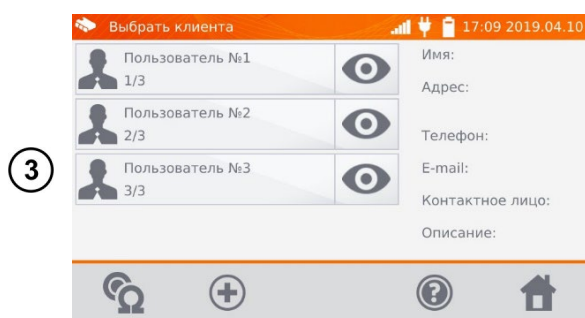 Выбрать клиента
17:09 2019.04.10
Пользователь №1
1/3
Пользователь №2
2/3
Пользователь №3
3/3
Имя:
Адрес:
Телефон:
E-mail:
Контактное лицо:
Описание:
3